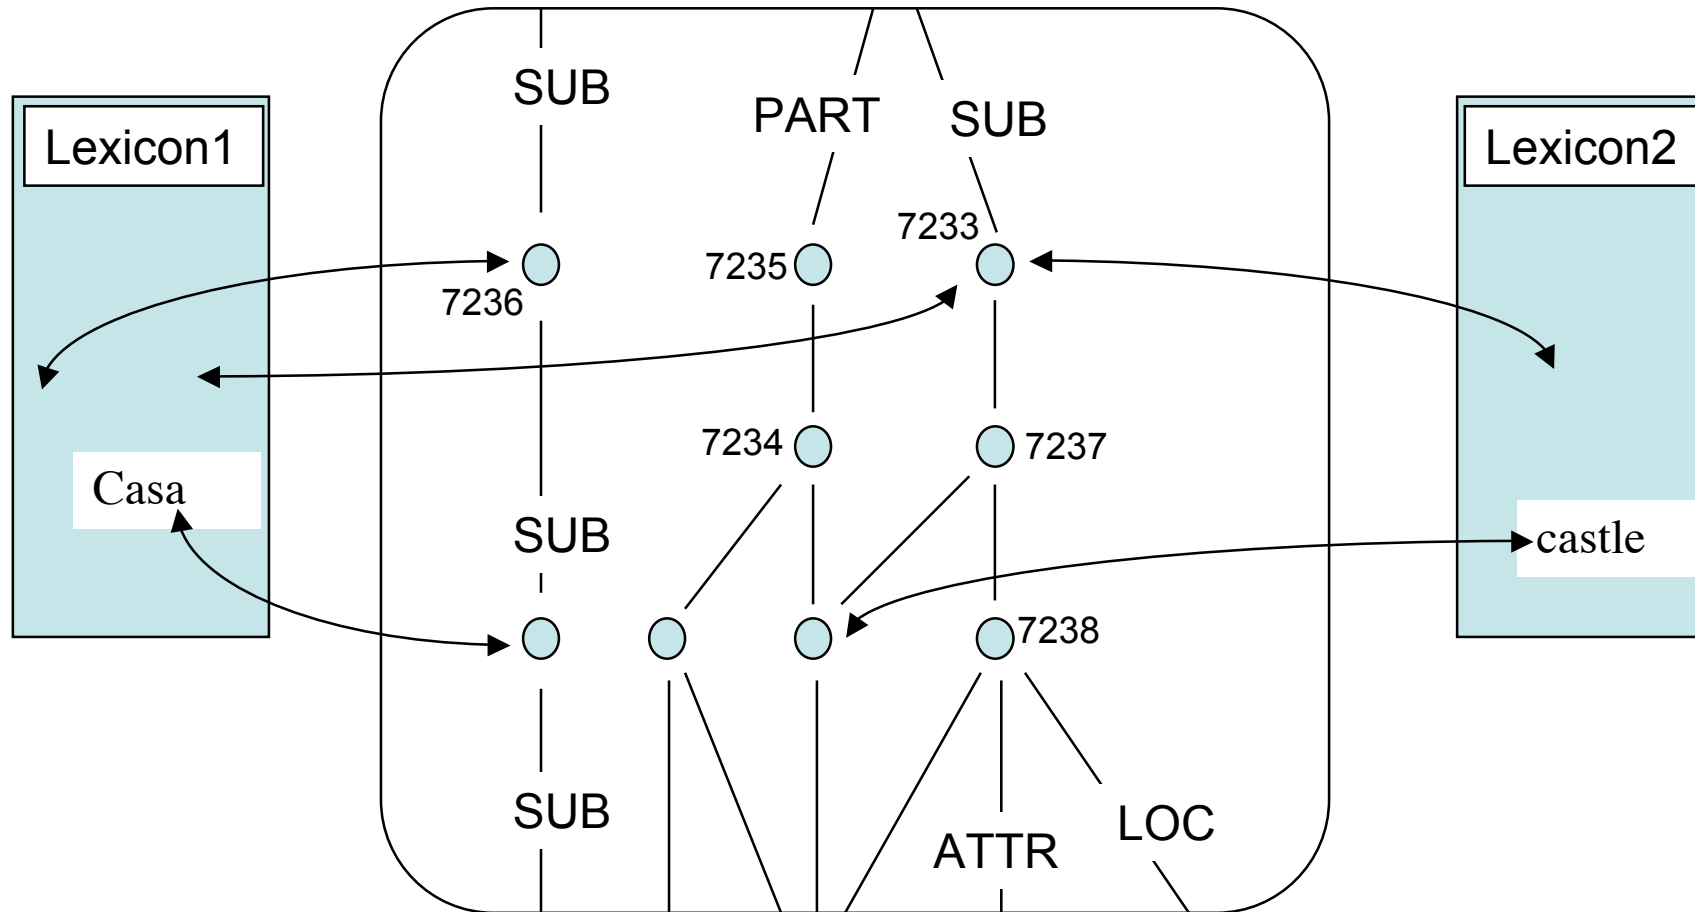 SUB
PART
SUB
Lexicon1
Lexicon2
7233
7235
7236
7234
7237
Casa
SUB
castle
7238
SUB
LOC
ATTR